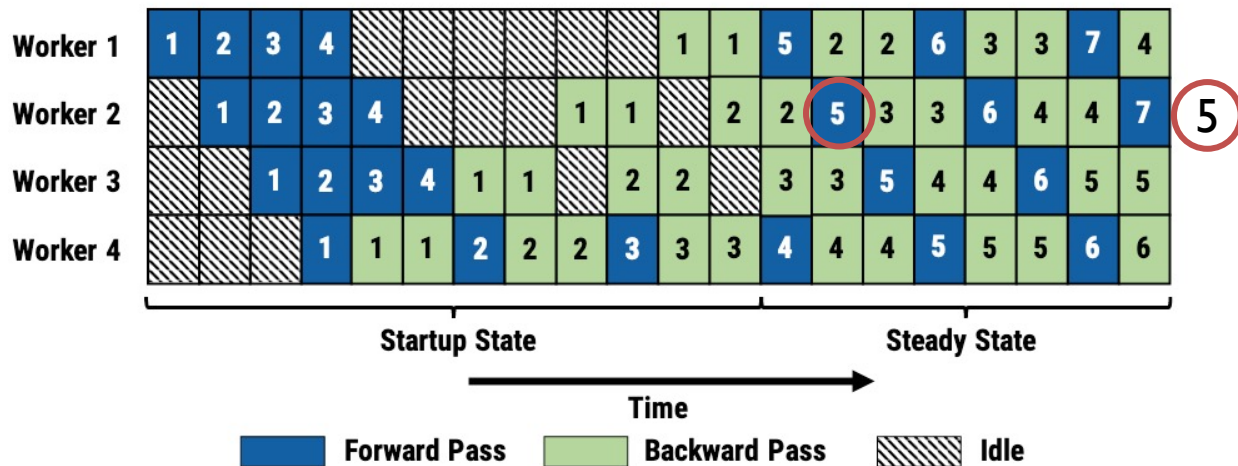 Worker 1 1 2 3 4 1 1 5 2 2 6 3 3 7 4
Worker 2 1 2 3 4 1 1 2 2 5 3 3 6 4 4 7 5
Worker 3 1 2 3 4 1 1 2 2 3 3 5 4 4 6 5 5
Worker 4 1 1 1 2 2 2 3 3 3 4 4 4 5 5 5 6 6
Startup State Steady State
Time
Forward Pass Backward Pass Idle